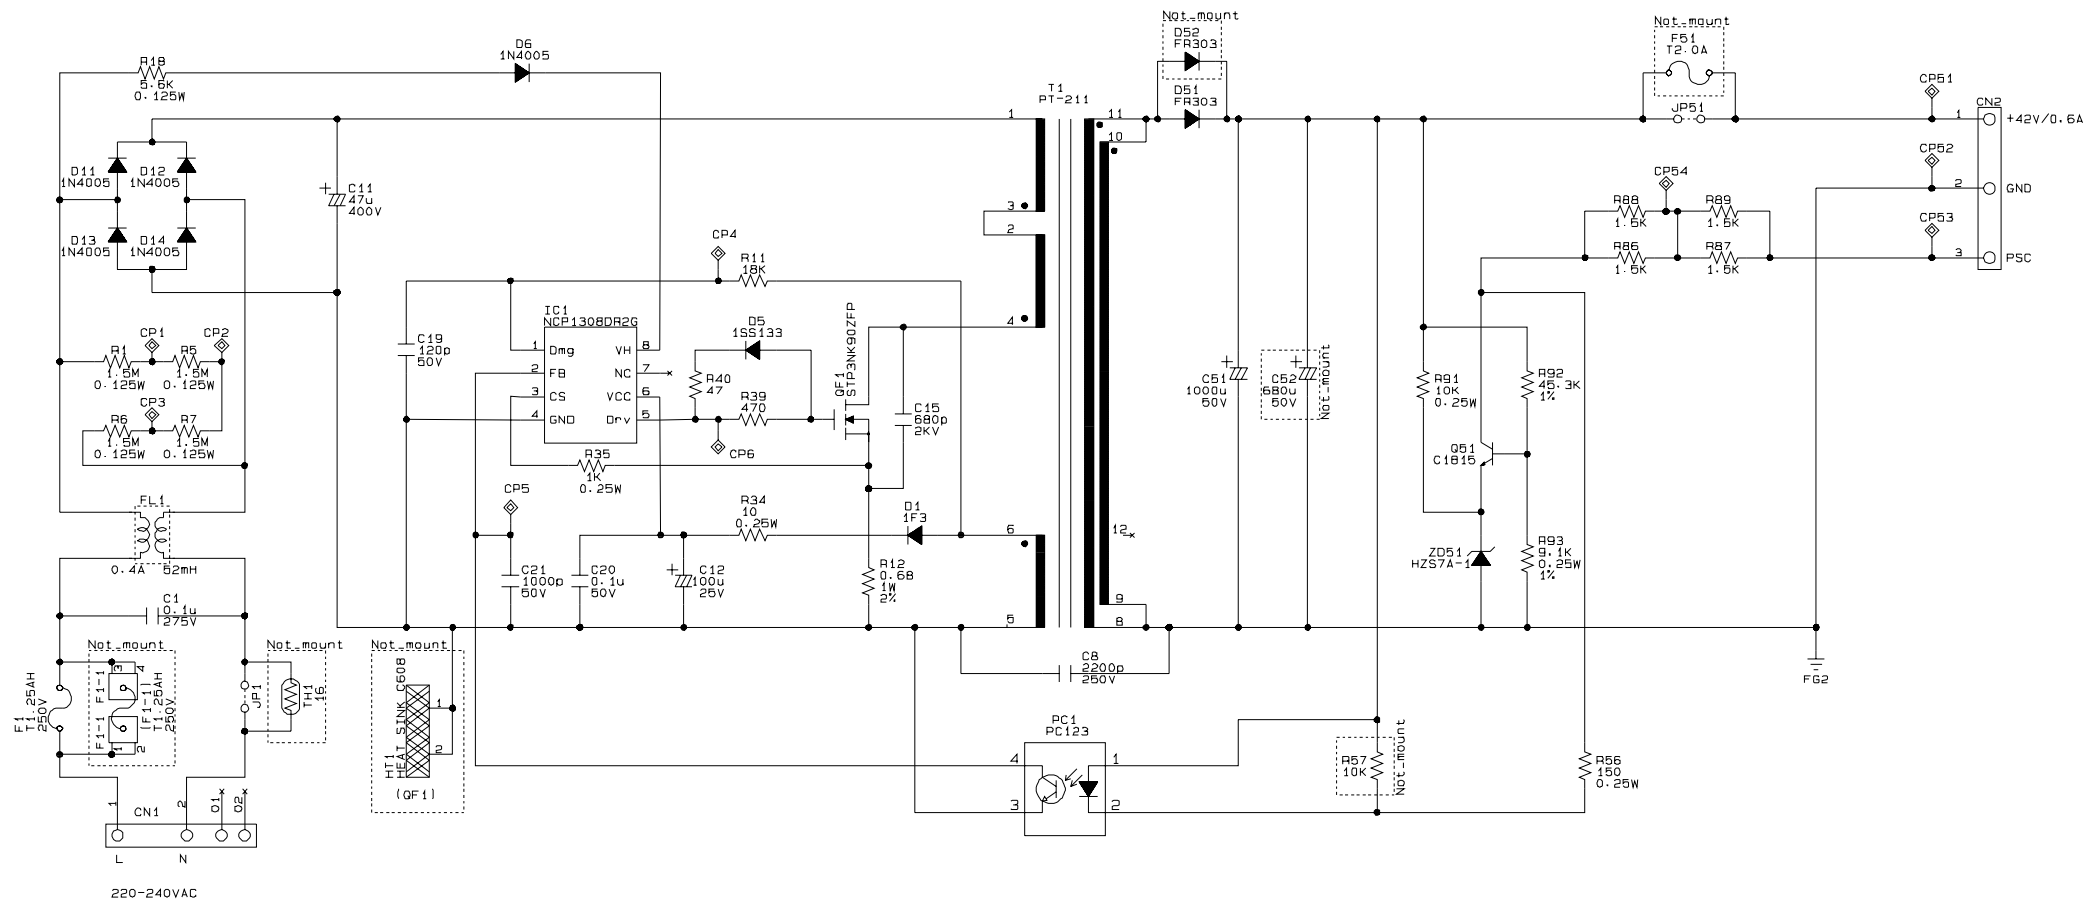 Not_mount
D52
FR303
D51
FR303
Not_mount
F51
T2.0A
JP51
CP51
CN2
1
+42V/0.6A
CP52
2
GND
CP53
3
PSC
R18
5.6K
0.125W
D6
1N4005
T1
PT-211
1
3
2
4
6
5
11
10
12
9
8
D11
1N4005
D12
1N4005
D13
1N4005
D14
1N4005
C11
47u
400V
CP54
R88
1.5K
R89
1.5K
R86
1.5K
R87
1.5K
CP4
R11
18K
IC1
NCP1308DR2G
1
Dmg
2
FB
3
CS
4
GND
VH
8
NC
7
VCC
6
Drv
5
D5
1SS133
R40
47
R39
470
CP6
QF1
STP3NK90ZFP
C15
680p
2KV
C19
120p
50V
CP1
CP2
R1
1.5M
0.125W
R5
1.5M
0.125W
CP3
R6
1.5M
0.125W
R7
1.5M
0.125W
R35
1K
0.25W
CP5
R34
10
0.25W
D1
1F3
C21
1000p
50V
C20
0.1u
50V
C12
100u
25V
R12
0.68
1W
2%
C51
1000u
50V
C52
680u
50V
Not_mount
R91
10K
0.25W
R92
45.3K
1%
Q51
C1815
ZD51
HZS7A-1
R93
9.1K
0.25W
1%
FL1
0.4A
52mH
C1
0.1u
275V
Not_mount
F1
T1.25AH
250V
F1-1
3
4
F1-1
1
2
(F1-1)
T1.25AH
250V
JP1
Not_mount
TH1
16
Not_mount
HT1
HEAT SINK C608
1
2
(QF1)
C8
2200p
250V
FG2
PC1
PC123
4
3
1
2
R57
10K
Not_mount
R56
150
0.25W
1
2
01
02
CN1
L
N
220-240VAC